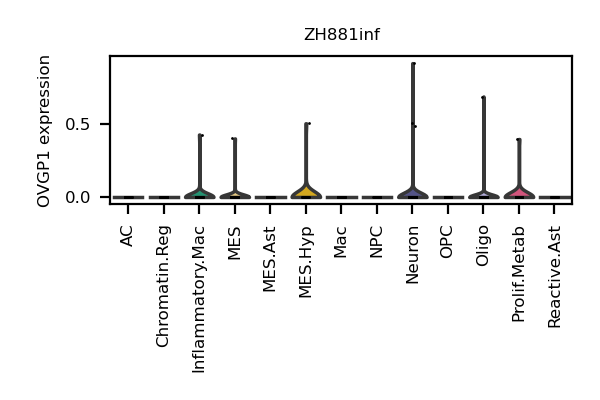 ZH881inf
OVGP1 expression
0.5
0.0
AC
Chromatin.Reg
Inflammatory.Mac
MES
MES.Ast
MES.Hyp
Mac
NPC
Neuron
OPC
Oligo
Prolif.Metab
Reactive.Ast